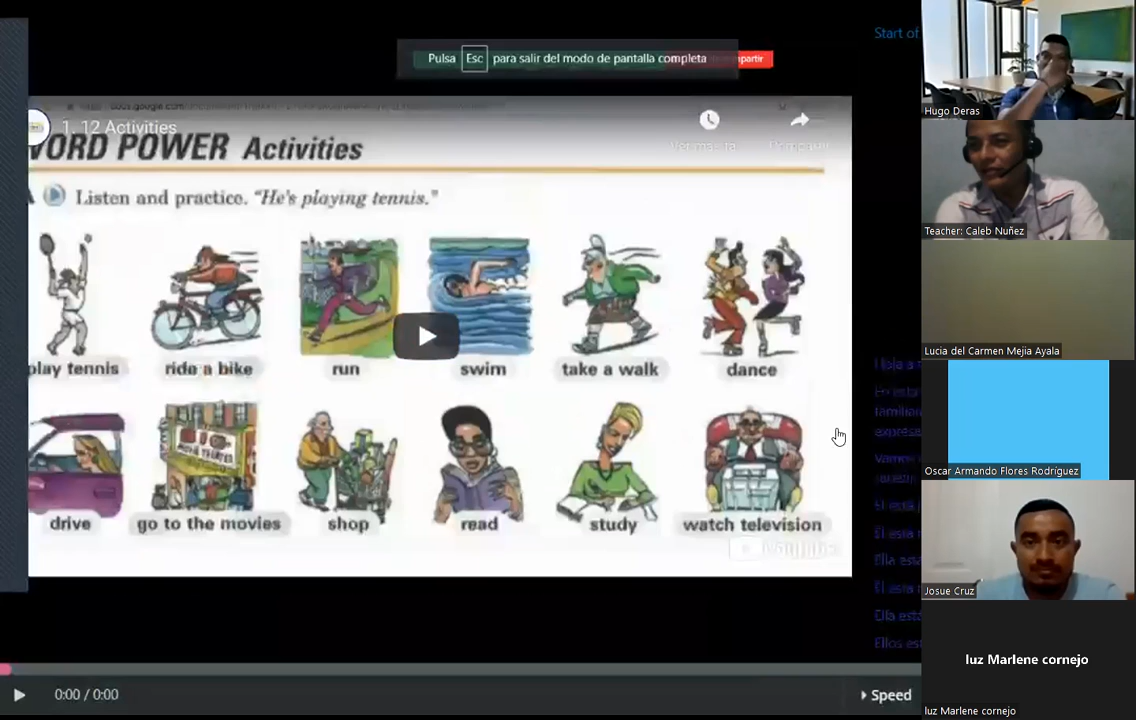 Start of
Pulsa Esc para salir del modo de pantalla completa
1. 12 Activities
WORD POWER Activities
Listen and practice. "He's playing tennis."
play tennis
ride a bike
run
swim
take a walk
dance
drive
go to the movies
shop
read
study
watch television
YouTube
0:00 / 0:00
Speed
Hugo Deras
Teacher: Caleb Nuñez
Lucia del Carmen Mejia Ayala
Oscar Armando Flores Rodríguez
Josue Cruz
luz Marlene cornejo
luz Marlene cornejo